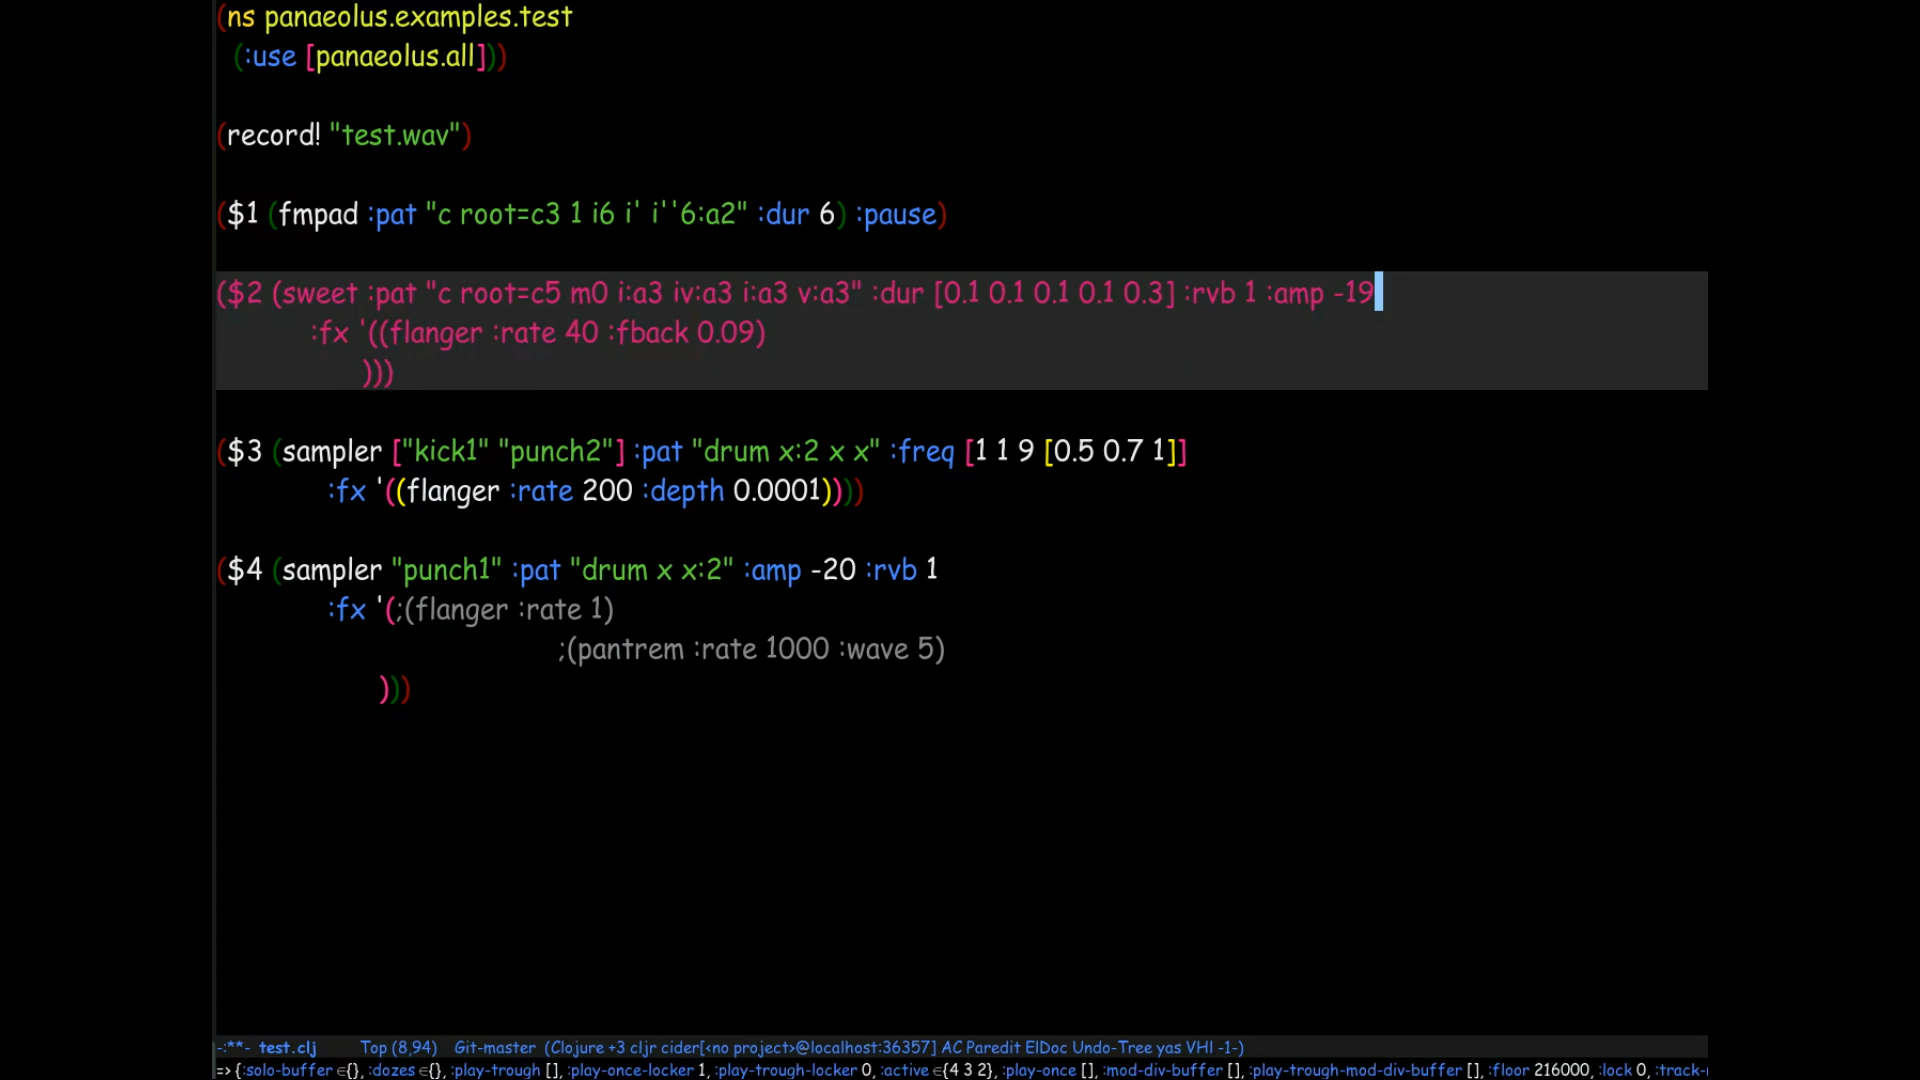 (ns panaeolus.examples.test
(:use [panaeolus.all]))
(record! "test.wav")
($1 (fmpad :pat "c root=c3 1 i6 i' i''6:a2" :dur 6) :pause)
($2 (sweet :pat "c root=c5 m0 i:a3 iv:a3 i:a3 v:a3" :dur [0.1 0.1 0.1 0.1 0.3] :rvb 1 :amp -19
:fx '((flanger :rate 40 :fback 0.09)
)))
($3 (sampler ["kick1" "punch2"] :pat "drum x:2 x x" :freq [1 1 9 [0.5 0.7 1]]
:fx '((flanger :rate 200 :depth 0.0001))))
($4 (sampler "punch1" :pat "drum x x:2" :amp -20 :rvb 1
:fx '(;(flanger :rate 1)
;(pantrem :rate 1000 :wave 5)
)))
-:**- test.clj Top (8,94) Git-master (Clojure +3 cljr cider[<no project>@localhost:36357] AC Paredit ElDoc Undo-Tree yas VHl -1-)
=> {:solo-buffer ∈{}, :dozes ∈{}, :play-trough [], :play-once-locker 1, :play-trough-locker 0, :active ∈{4 3 2}, :play-once [], :mod-div-buffer [], :play-trough-mod-div-buffer [], :floor 216000, :lock 0, :track-